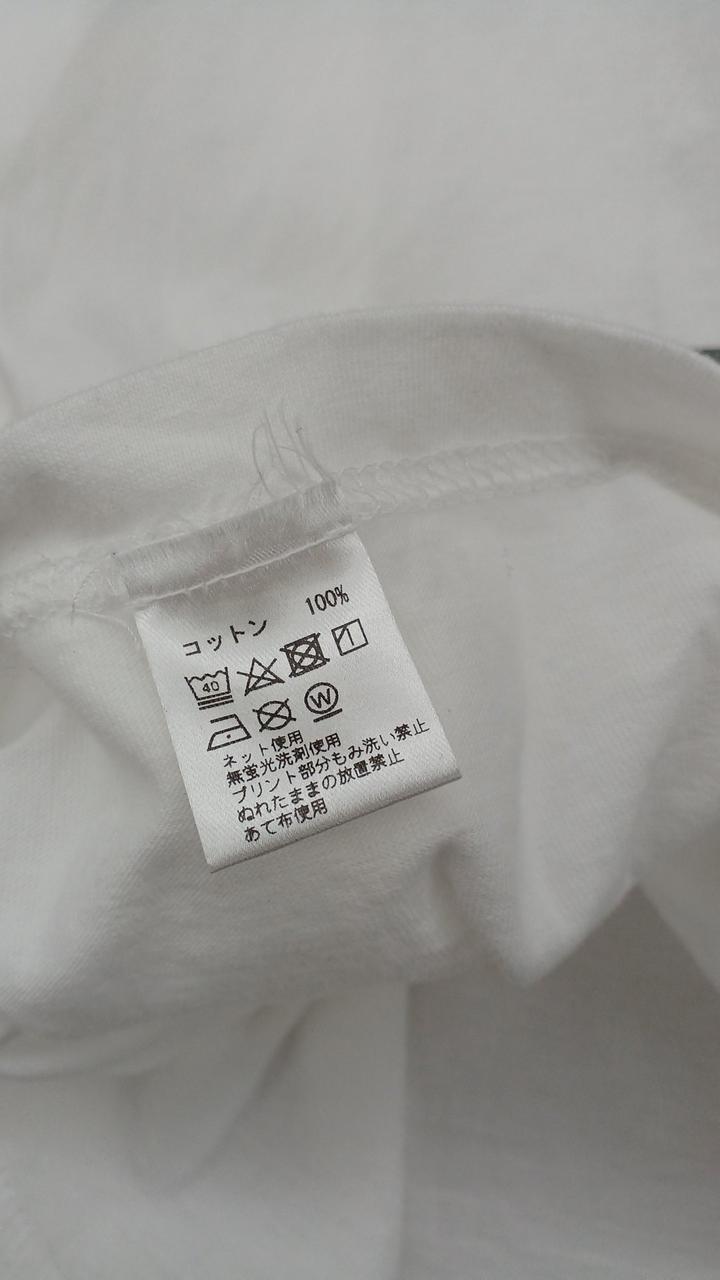 コットン 100%
40
W
ネット使用
無蛍光洗剤使用
プリント部分もみ洗い禁止
ぬれたままの放置禁止
あて布使用